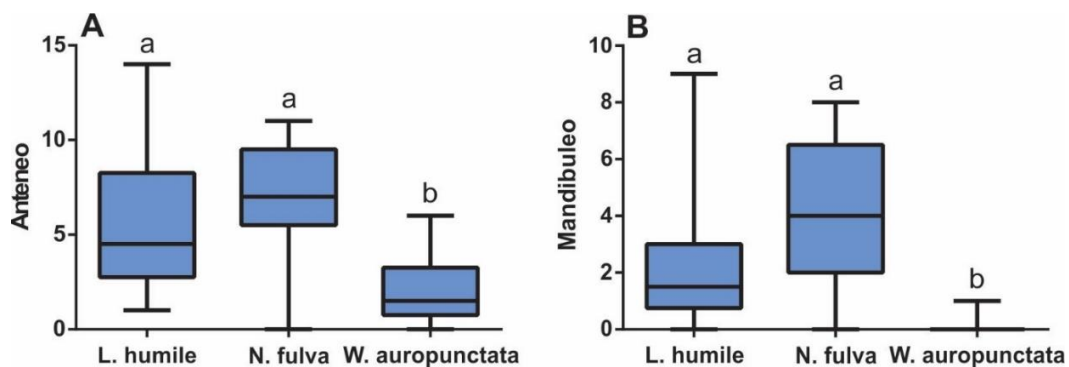 A
Anteneo
15
10
5
0
a
a
b
L. humile
N. fulva
W. auropunctata
B
Mandibuleo
10
8
6
4
2
0
a
a
b
L. humile
N. fulva
W. auropunctata